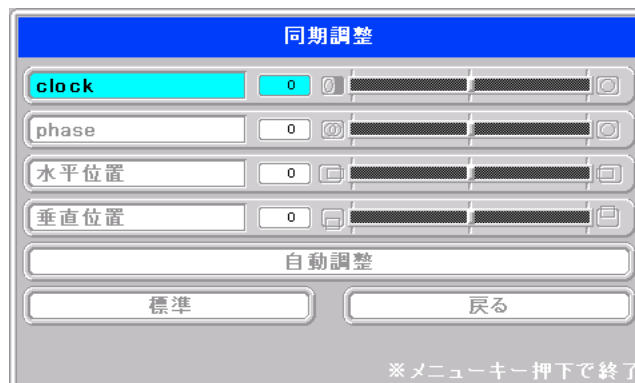 同期調整
clock 0
phase 0
水平位置 0
垂直位置 0
自動調整
標準 戻る
※メニューキー押下で終了